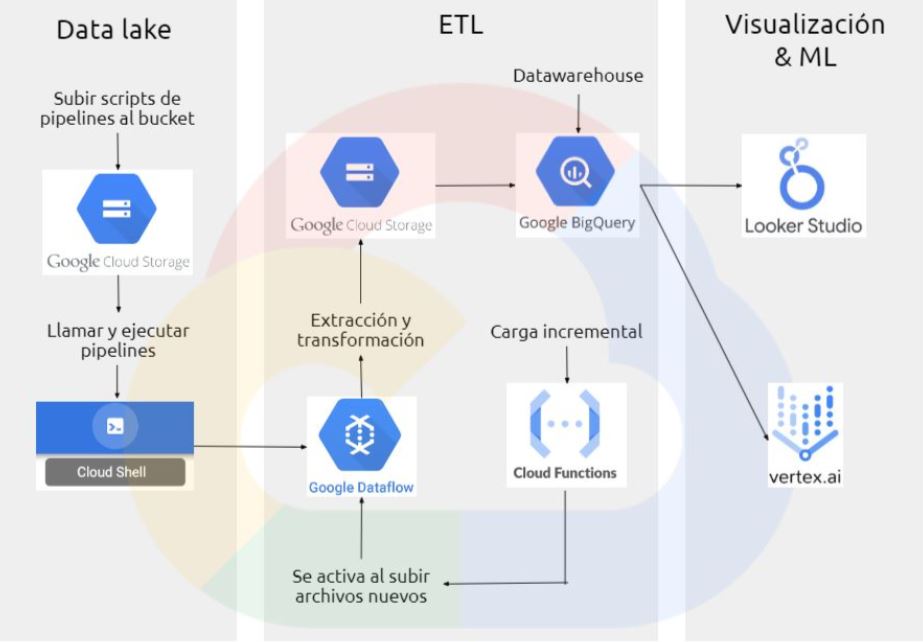 Data lake
ETL
Visualización
& ML
Subir scripts de
pipelines al bucket
Google Cloud Storage
Llamar y ejecutar
pipelines
Cloud Shell
Datawarehouse
Google Cloud Storage
Google BigQuery
Extracción y
transformación
Carga incremental
Google Dataflow
Cloud Functions
Se activa al subir
archivos nuevos
Looker Studio
vertex.ai